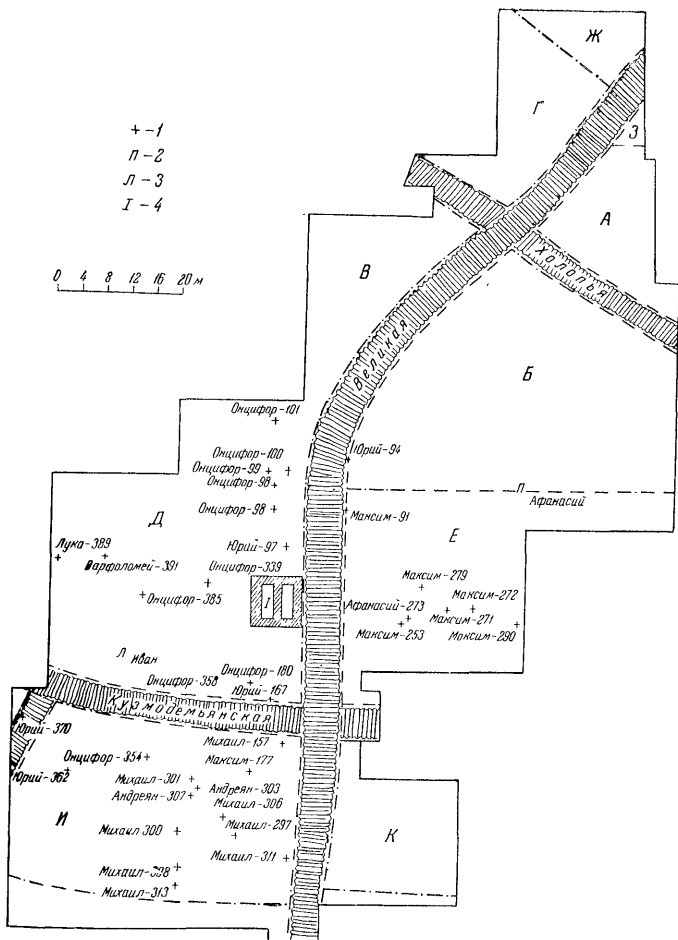 Ж
Г
З
+ - 1
П - 2
Л - 3
I - 4
А
0 4 8 12 16 20 м
Холопья
В
Великая
Б
Онцифор-101
Онцифор-100
Юрий-94
Онцифор-99
Онцифор-98
П
Афанасий
Онцифор-98
Максим-91
Д
Е
Юрий-97
Лука-389
Варфоломей-391
Онцифор-339
Максим-279
I
Онцифор-385
Афанасий-273
Максим-272
Максим-271
Максим-253
Максим-290
Л Иван
Онцифор-180
Онцифор-358
Юрий-167
Кузмодемьянская
Юрий-370
Михаил-157
Онцифор-354
Максим-177
Юрий-362
Михаил-301
Андреян-303
Андреян-307
Михаил-306
И
Михаил 300
Михаил-297
К
Михаил-311
Михаил-313